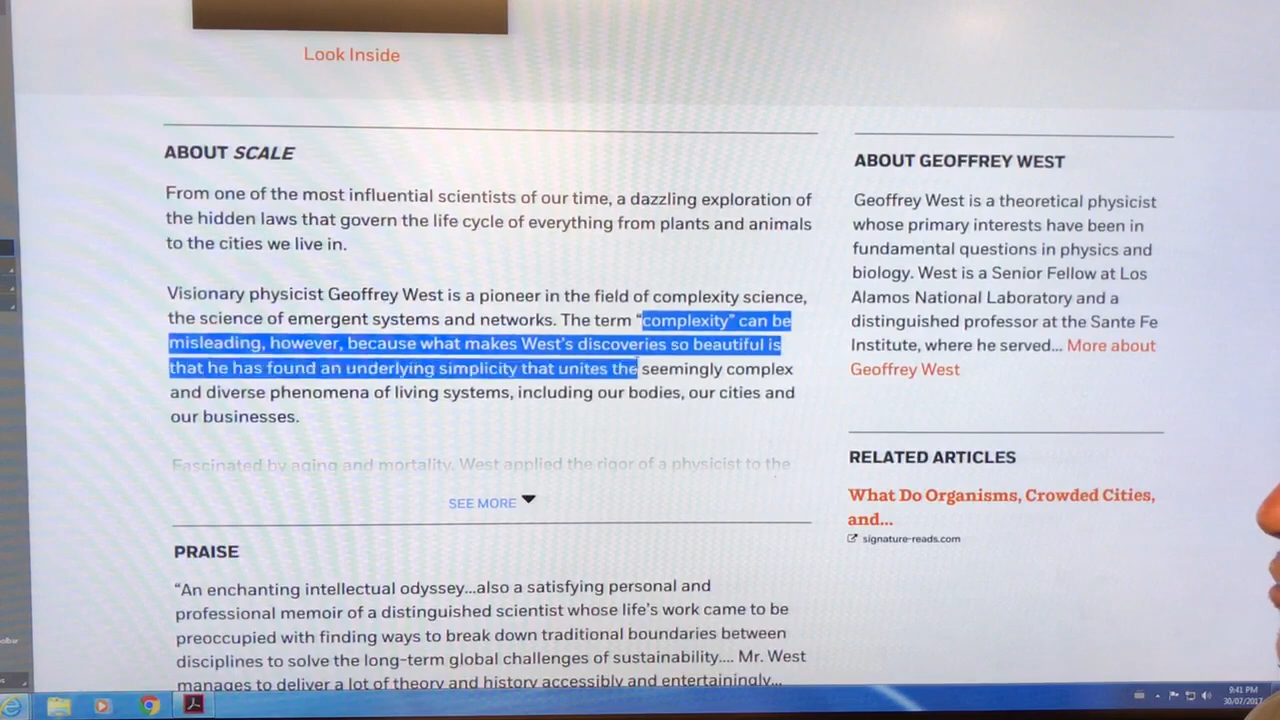 Look Inside
ABOUT SCALE
From one of the most influential scientists of our time, a dazzling exploration of
the hidden laws that govern the life cycle of everything from plants and animals
to the cities we live in.
Visionary physicist Geoffrey West is a pioneer in the field of complexity science,
the science of emergent systems and networks. The term “complexity” can be
misleading, however, because what makes West’s discoveries so beautiful is
that he has found an underlying simplicity that unites the seemingly complex
and diverse phenomena of living systems, including our bodies, our cities and
our businesses.
Fascinated by aging and mortality, West applied the rigor of a physicist to the
SEE MORE
PRAISE
“An enchanting intellectual odyssey...also a satisfying personal and
professional memoir of a distinguished scientist whose life’s work came to be
preoccupied with finding ways to break down traditional boundaries between
disciplines to solve the long-term global challenges of sustainability.... Mr. West
manages to deliver a lot of theory and history accessibly and entertainingly...
ABOUT GEOFFREY WEST
Geoffrey West is a theoretical physicist
whose primary interests have been in
fundamental questions in physics and
biology. West is a Senior Fellow at Los
Alamos National Laboratory and a
distinguished professor at the Sante Fe
Institute, where he served... More about
Geoffrey West
RELATED ARTICLES
What Do Organisms, Crowded Cities,
and...
signature-reads.com
9:41 PM
30/07/2017